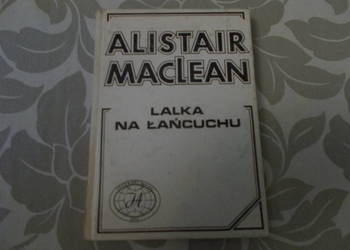 ALISTAIR
MACLEAN
LALKA
NA ŁAŃCUCHU
H